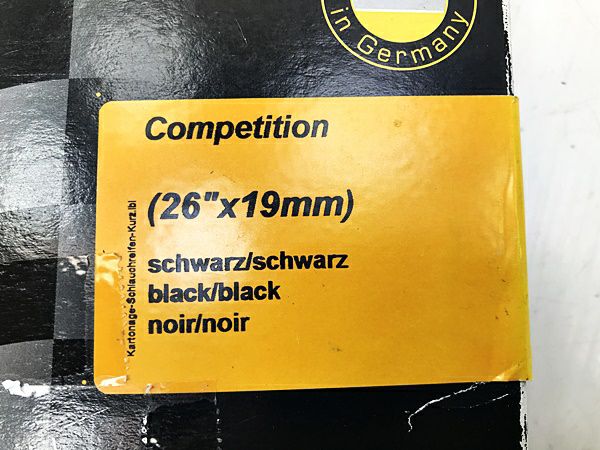 in Germany
Competition
(26"x19mm)
schwarz/schwarz
black/black
noir/noir
Kartonage-Schlauchreifen-Kurz.lbl